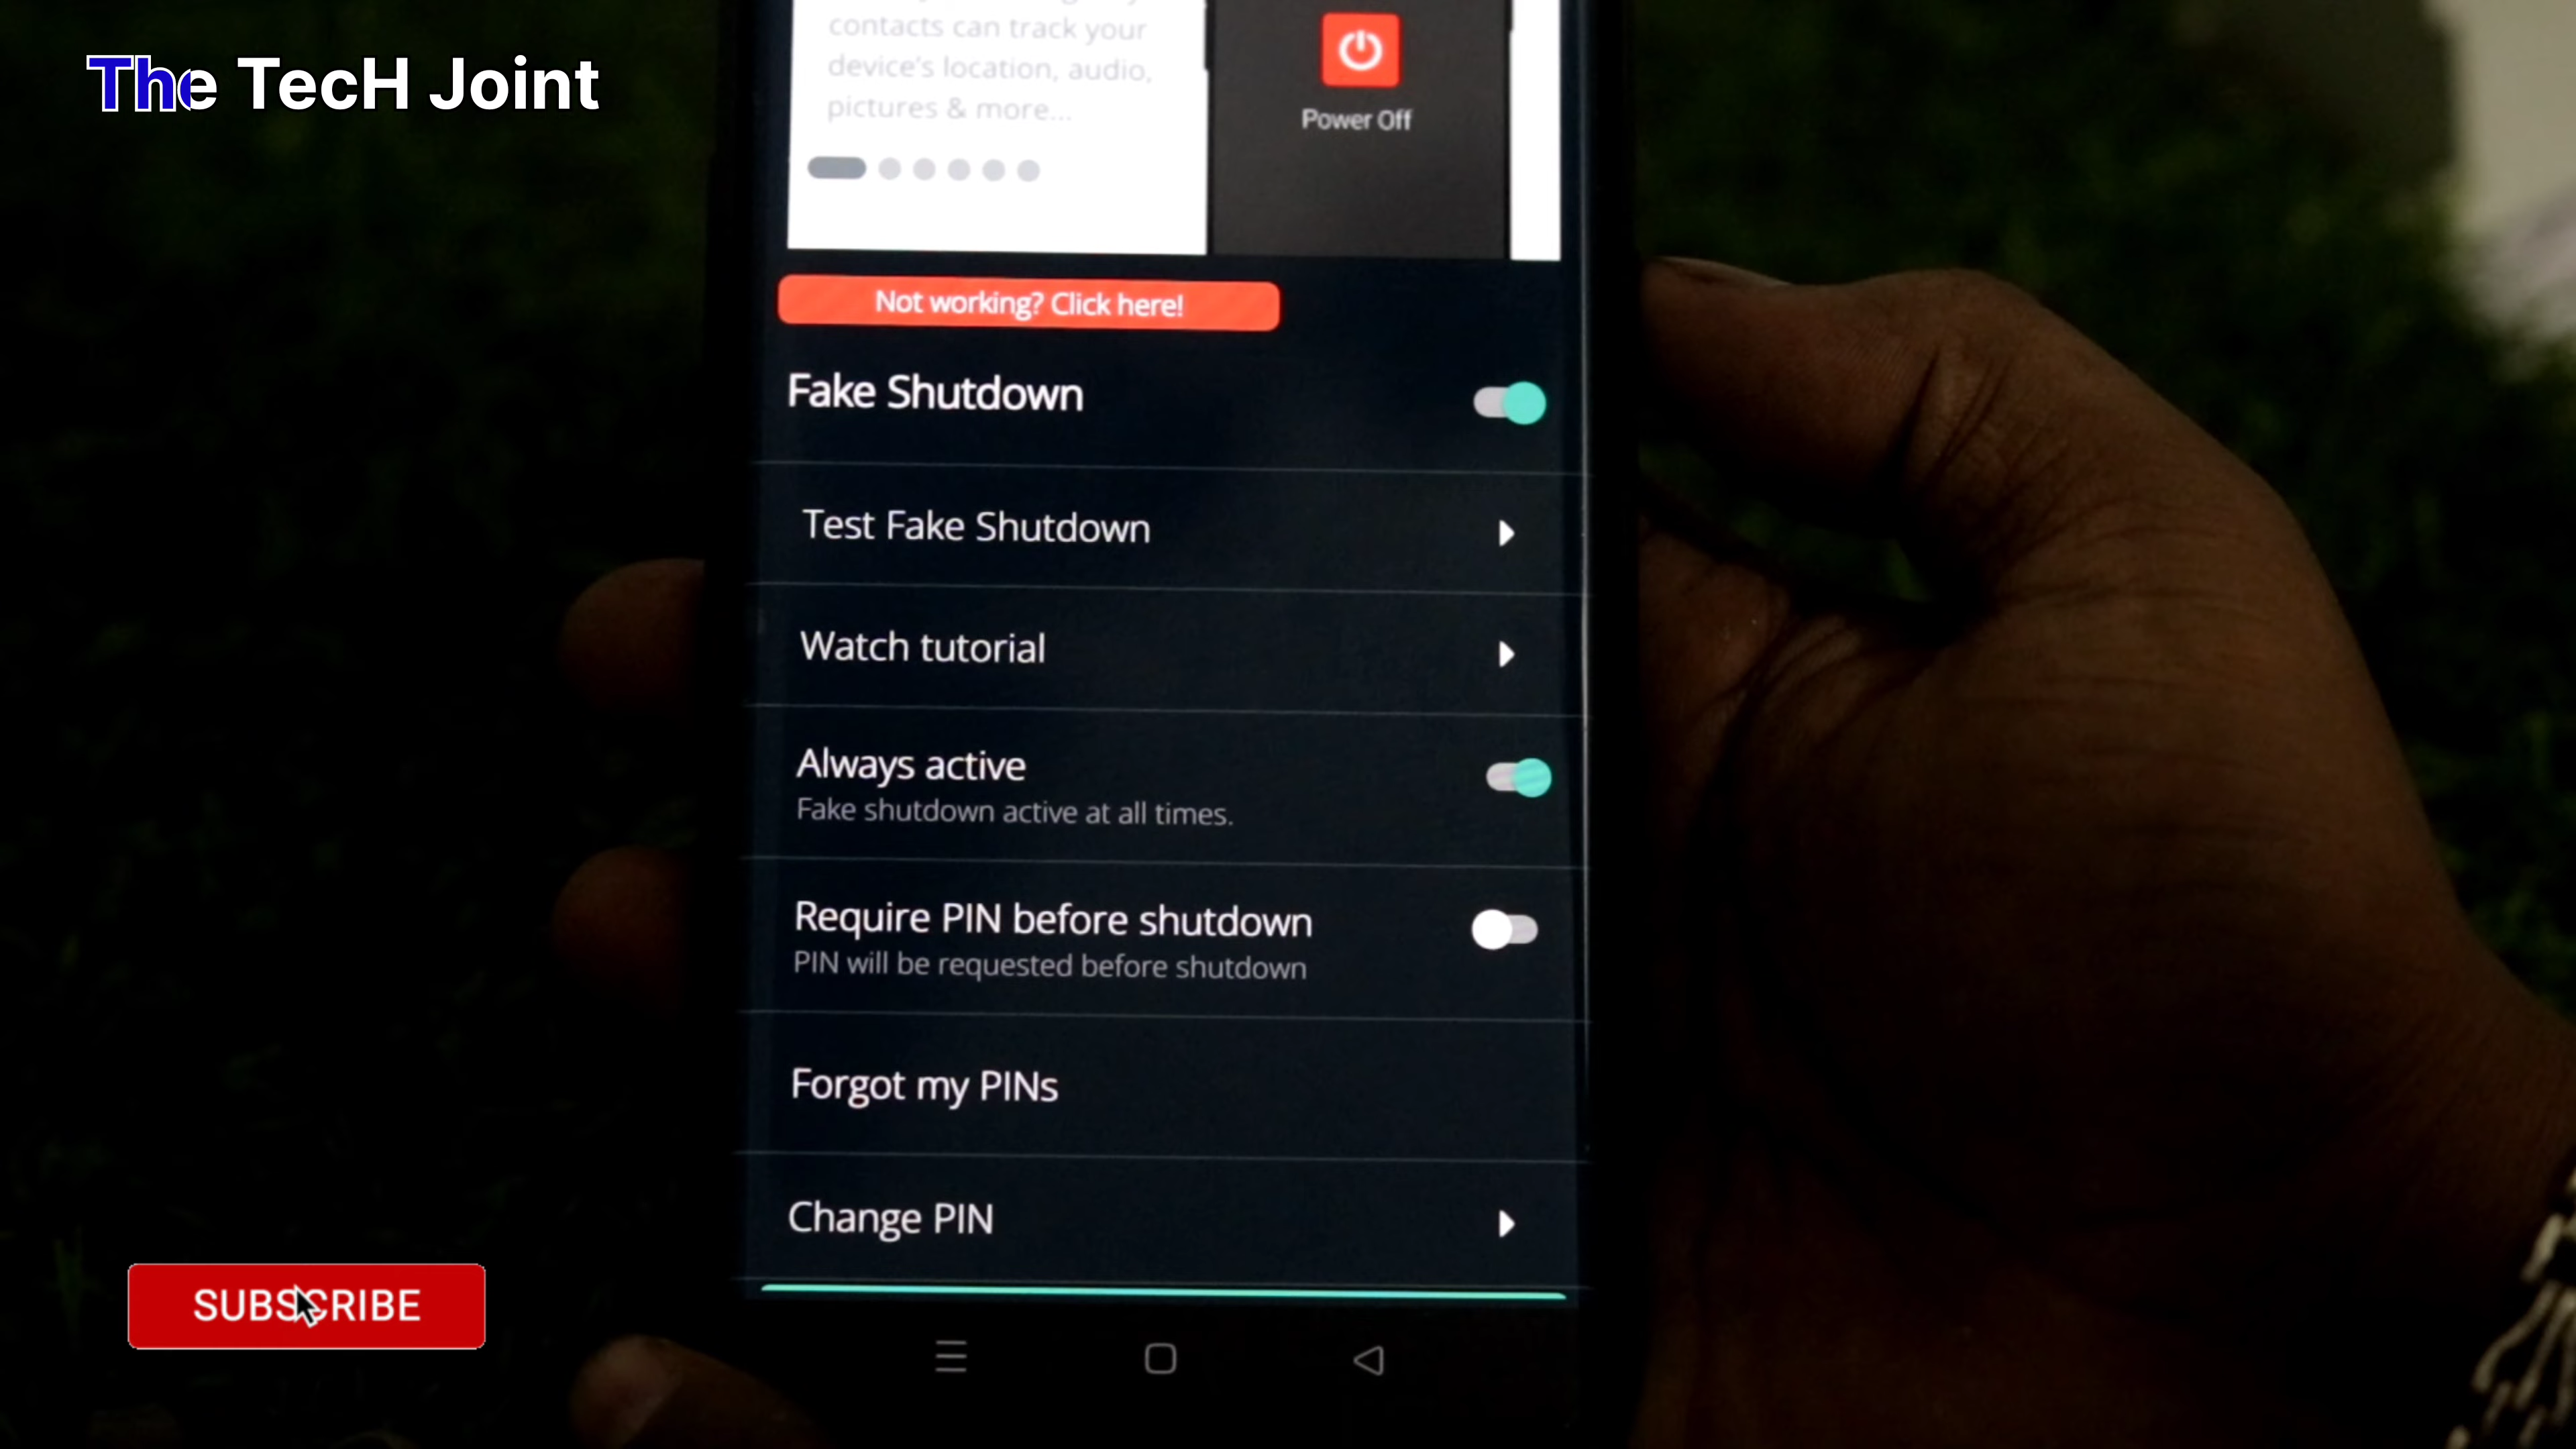 The TecH Joint
contacts can track your
device's location, audio,
pictures & more...
Power Off
Not working? Click here!
Fake Shutdown
Test Fake Shutdown
Watch tutorial
Always active
Fake shutdown active at all times.
Require PIN before shutdown
PIN will be requested before shutdown
Forgot my PINs
Change PIN
SUBSCRIBE